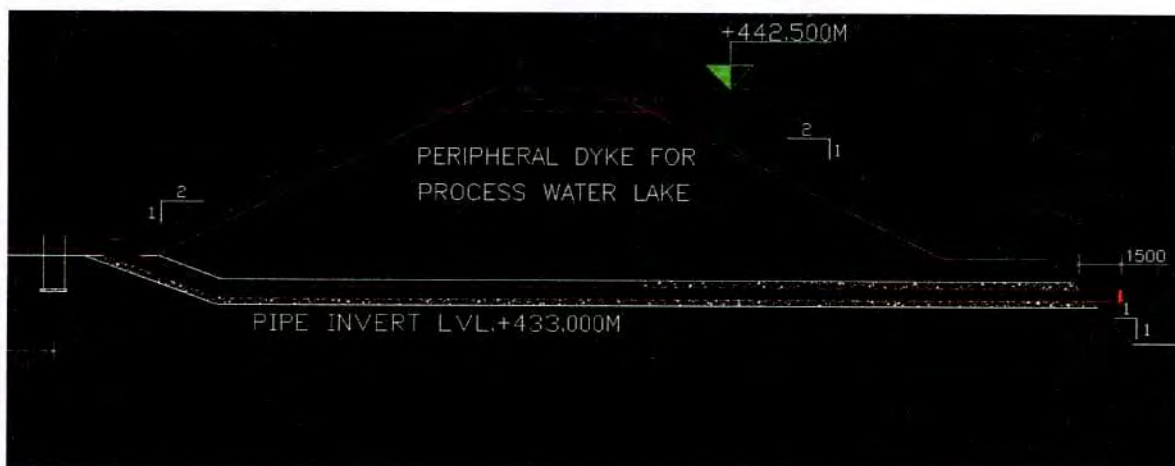 +442.500M
2
1
PERIPHERAL DYKE FOR
PROCESS WATER LAKE
2
1
1500
PIPE INVERT LVL.+433.000M
1
1